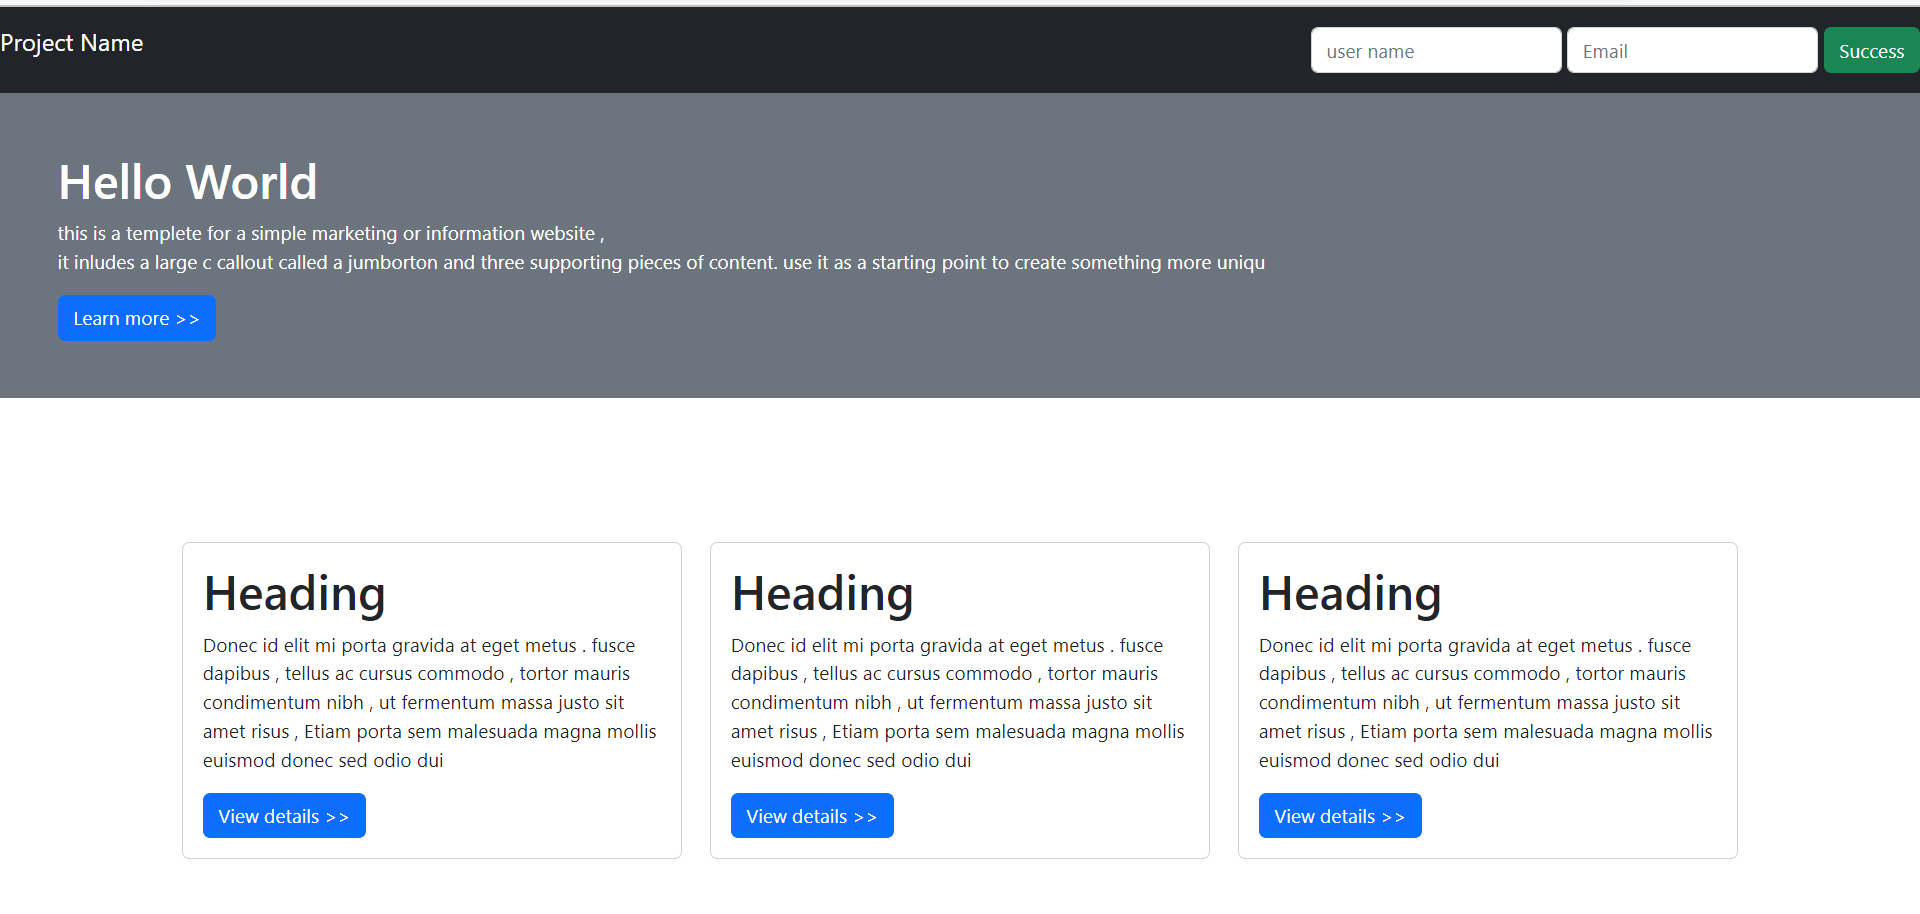 Project Name
user name
Email
Success
Hello World
this is a templete for a simple marketing or information website ,
it inludes a large c callout called a jumborton and three supporting pieces of content. use it as a starting point to create something more uniqu
Learn more >>
Heading
Donec id elit mi porta gravida at eget metus . fusce
dapibus , tellus ac cursus commodo , tortor mauris
condimentum nibh , ut fermentum massa justo sit
amet risus , Etiam porta sem malesuada magna mollis
euismod donec sed odio dui
View details >>
Heading
Donec id elit mi porta gravida at eget metus . fusce
dapibus , tellus ac cursus commodo , tortor mauris
condimentum nibh , ut fermentum massa justo sit
amet risus , Etiam porta sem malesuada magna mollis
euismod donec sed odio dui
View details >>
Heading
Donec id elit mi porta gravida at eget metus . fusce
dapibus , tellus ac cursus commodo , tortor mauris
condimentum nibh , ut fermentum massa justo sit
amet risus , Etiam porta sem malesuada magna mollis
euismod donec sed odio dui
View details >>